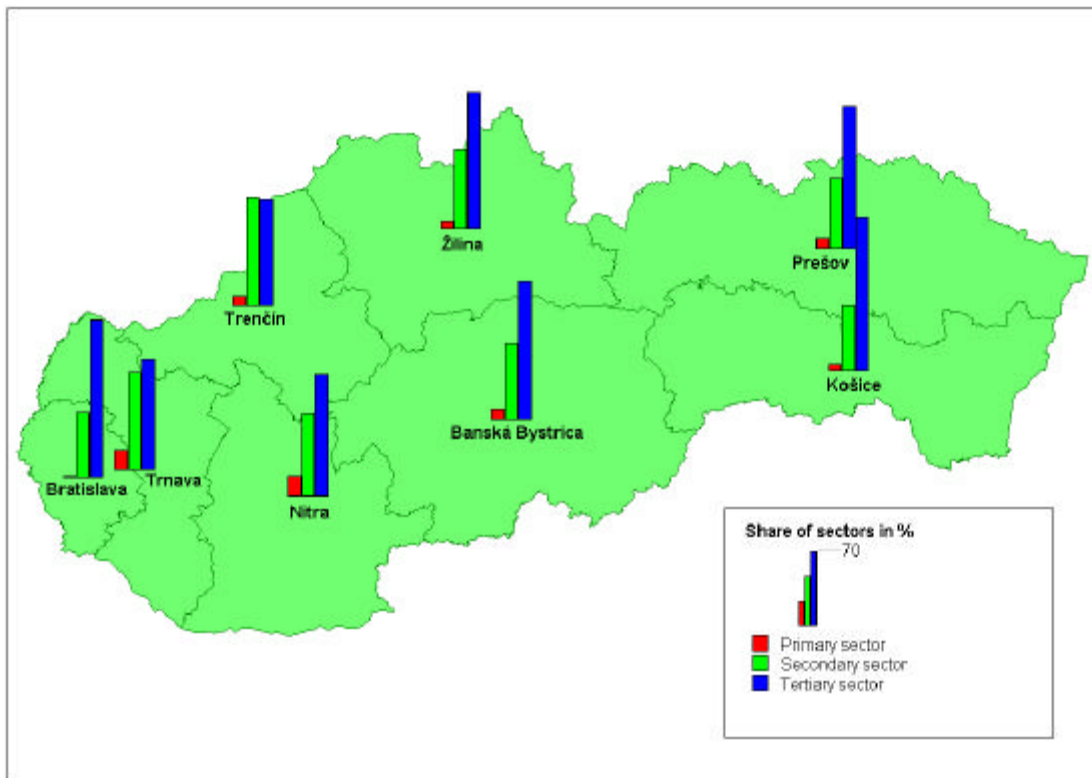 Žilina
Prešov
Trenčín
Košice
Banská Bystrica
Bratislava
Trnava
Nitra
Share of sectors in %
70
Primary sector
Secondary sector
Tertiary sector